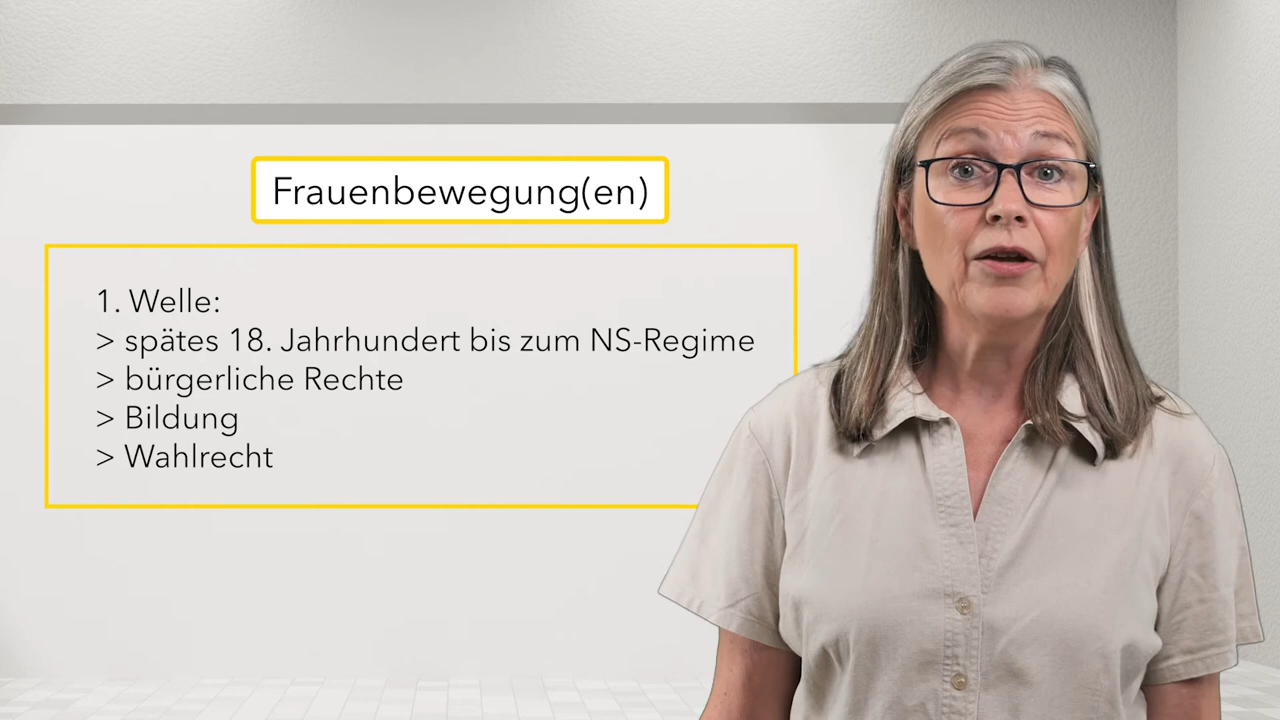 Frauenbewegung(en)
1. Welle:
> spätes 18. Jahrhundert bis zum NS-Regime
> bürgerliche Rechte
> Bildung
> Wahlrecht